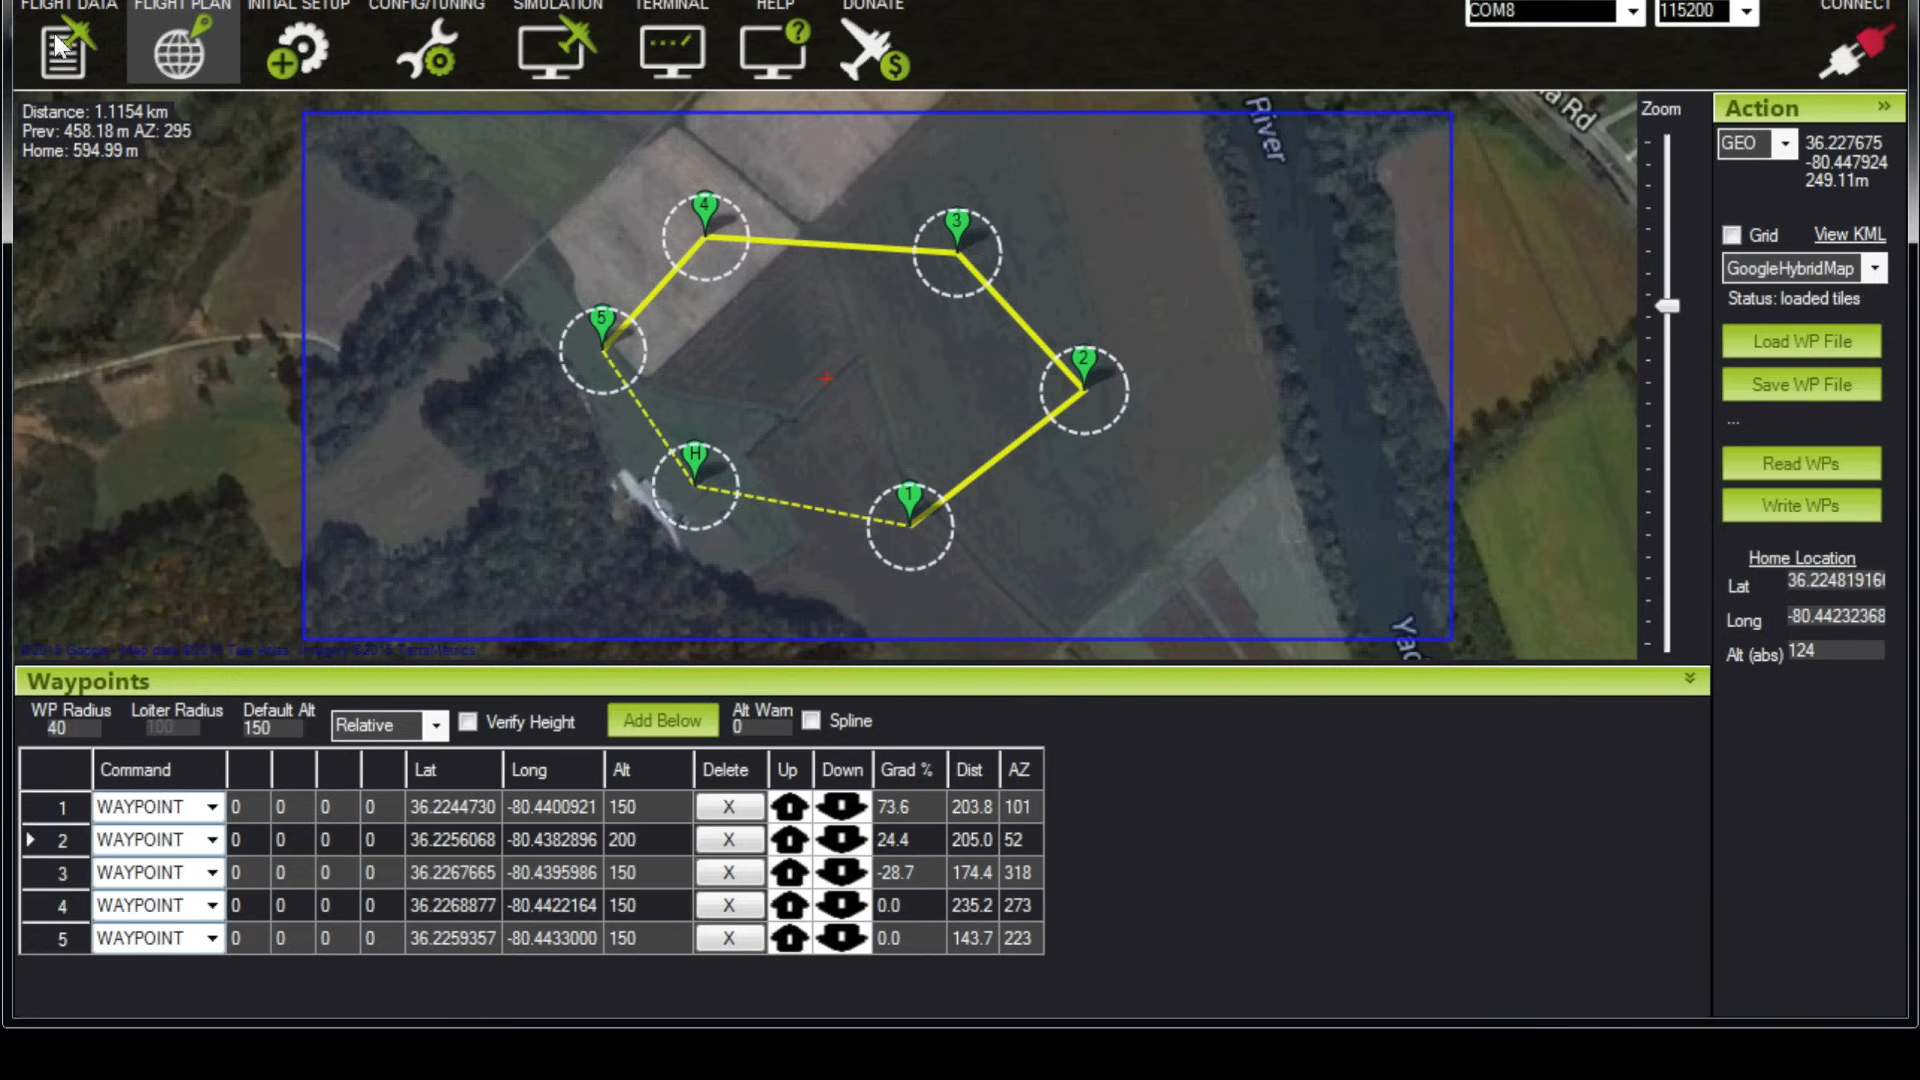 FLIGHT DATA FLIGHT PLAN INITIAL SETUP CONFIG/TUNING SIMULATION TERMINAL HELP DONATE COM8 115200 CONNECT
Distance: 1.1154 km
Prev: 458.18 m AZ: 295
Home: 594.99 m
River
a Rd
Zoom
Action
GEO
36.227675
-80.447924
249.11m
Grid View KML
GoogleHybridMap
Status: loaded tiles
Load WP File
Save WP File
...
Read WPs
Write WPs
Home Location
Lat 36.22481916
Long -80.44232368
Alt (abs) 124
4
3
5
2
H
1
Yad
Waypoints
WP Radius Loiter Radius Default Alt Alt Warn
40 100 150 Relative Verify Height Add Below 0 Spline
Command Lat Long Alt Delete Up Down Grad % Dist AZ
1 WAYPOINT 0 0 0 0 36.2244730 -80.4400921 150 X 73.6 203.8 101
2 WAYPOINT 0 0 0 0 36.2256068 -80.4382896 200 X 24.4 205.0 52
3 WAYPOINT 0 0 0 0 36.2267665 -80.4395986 150 X -28.7 174.4 318
4 WAYPOINT 0 0 0 0 36.2268877 -80.4422164 150 X 0.0 235.2 273
5 WAYPOINT 0 0 0 0 36.2259357 -80.4433000 150 X 0.0 143.7 223